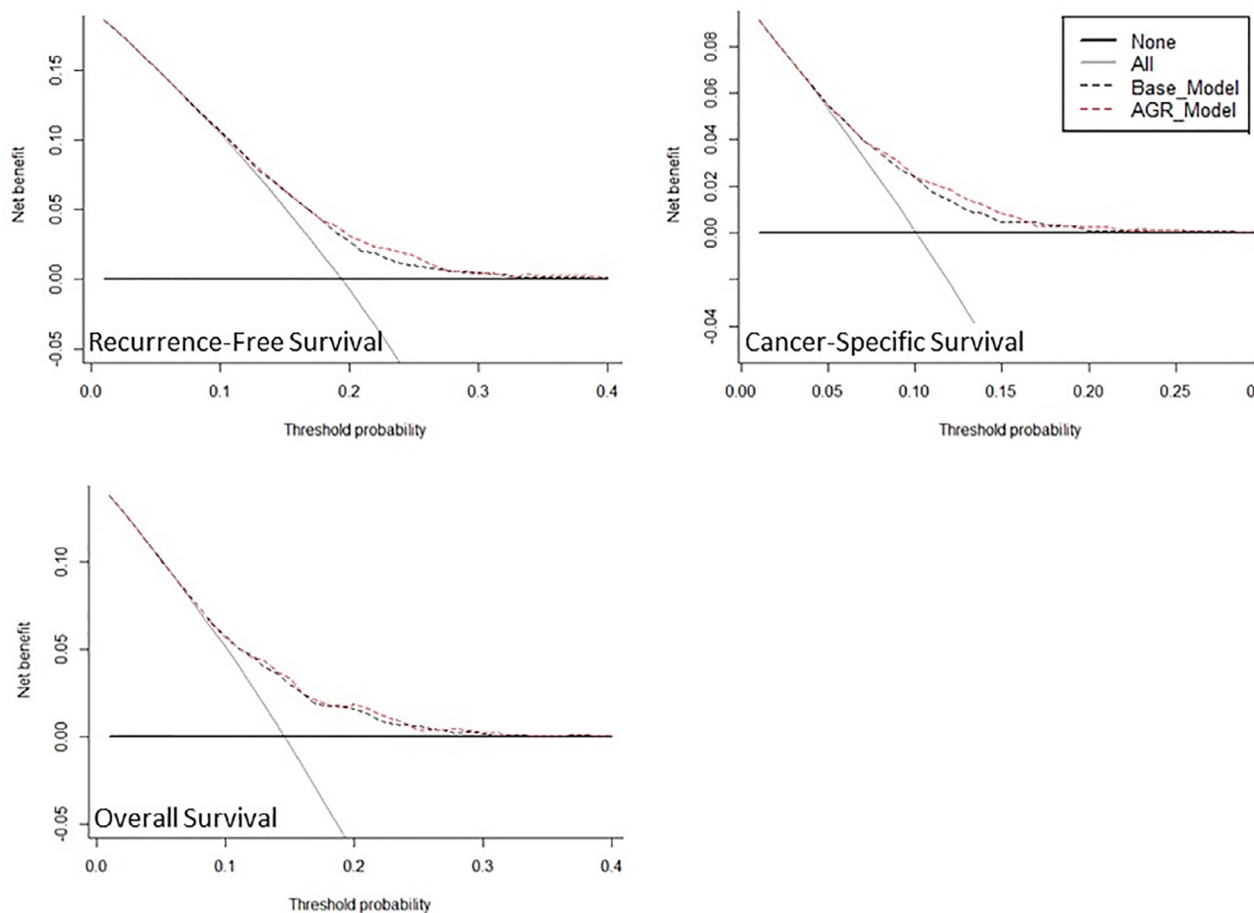 Net benefit
0.15
0.10
0.05
0.00
-0.05
Recurrence-Free Survival
0.0 0.1 0.2 0.3 0.4
Threshold probability
Net benefit
0.08
0.06
0.04
0.02
0.00
-0.04
None
All
Base_Model
AGR_Model
Cancer-Specific Survival
0.00 0.05 0.10 0.15 0.20 0.25
Threshold probability
Net benefit
0.10
0.05
0.00
-0.05
Overall Survival
0.0 0.1 0.2 0.3 0.4
Threshold probability